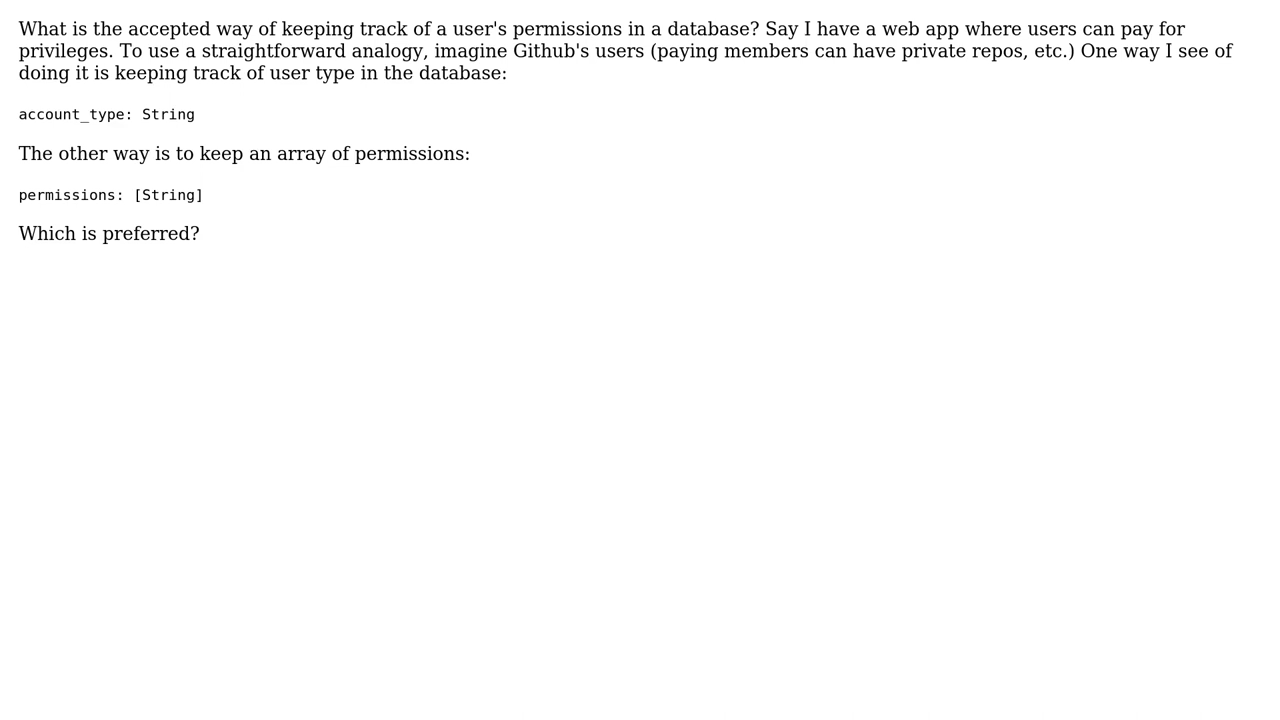 What is the accepted way of keeping track of a user's permissions in a database? Say I have a web app where users can pay for
privileges. To use a straightforward analogy, imagine Github's users (paying members can have private repos, etc.) One way I see of
doing it is keeping track of user type in the database:
account_type: String
The other way is to keep an array of permissions:
permissions: [String]
Which is preferred?